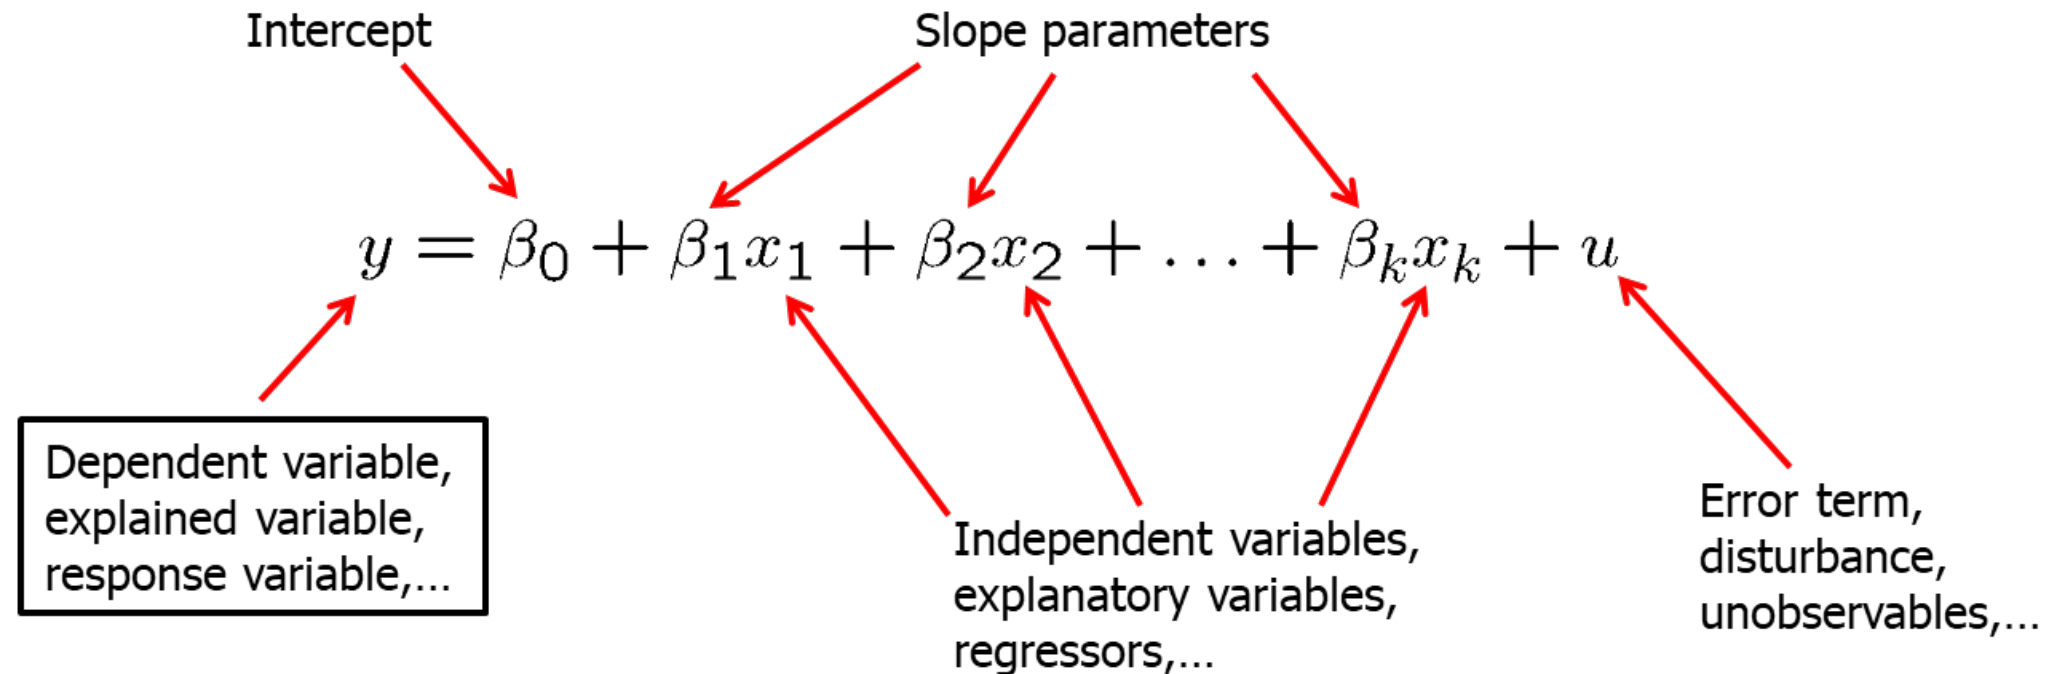 Intercept
Slope parameters
y = β₀ + β₁x₁ + β₂x₂ + … + βₖxₖ + u
Dependent variable,
explained variable,
response variable,...
Independent variables,
explanatory variables,
regressors,...
Error term,
disturbance,
unobservables,...